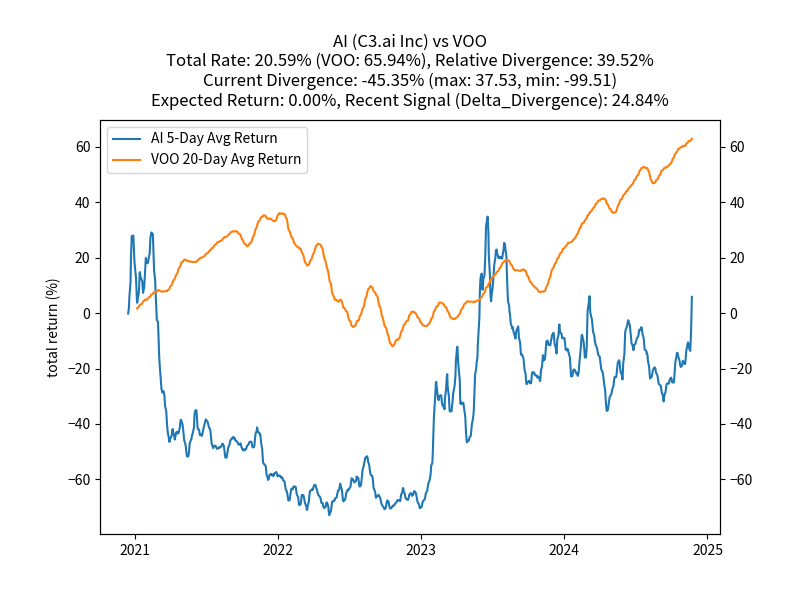 AI (C3.ai Inc) vs VOO
Total Rate: 20.59% (VOO: 65.94%), Relative Divergence: 39.52%
Current Divergence: -45.35% (max: 37.53, min: -99.51)
Expected Return: 0.00%, Recent Signal (Delta_Divergence): 24.84%
AI 5-Day Avg Return
VOO 20-Day Avg Return
total return (%)
60
40
20
0
−20
−40
−60
60
40
20
0
−20
−40
−60
2021
2022
2023
2024
2025